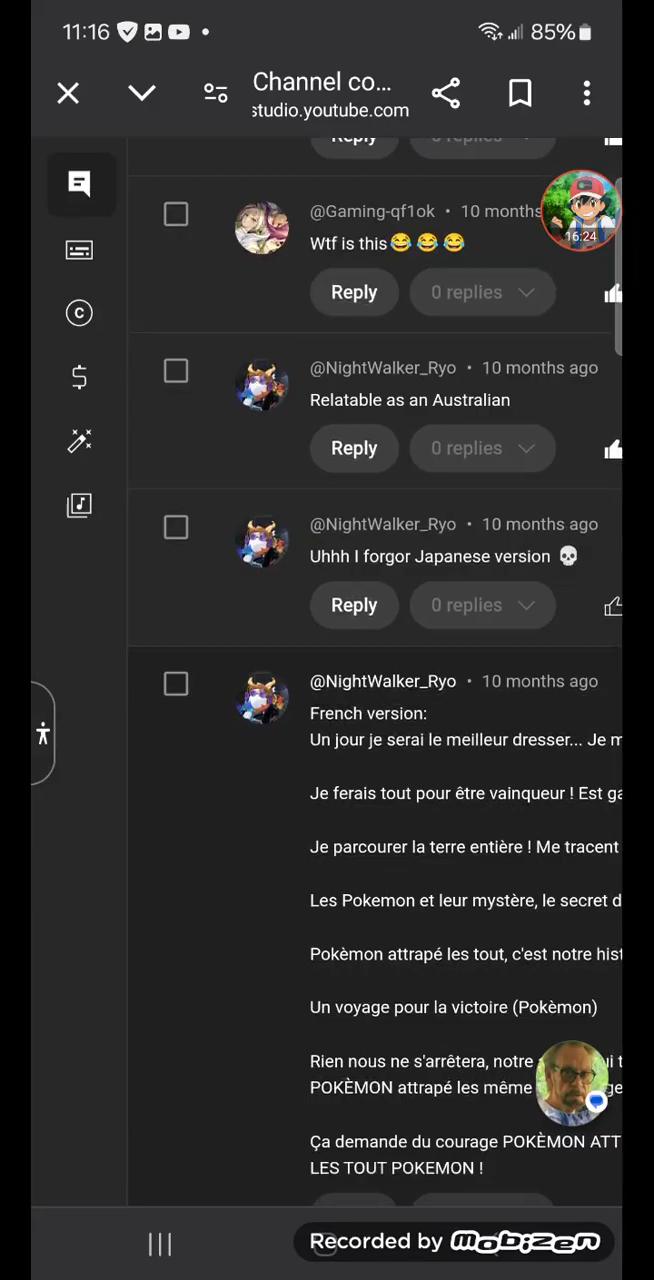 11:16
85%
Channel co...
studio.youtube.com
Reply
0 replies
@Gaming-qf1ok • 10 months
16:24
Wtf is this😂😂😂
Reply
0 replies
@NightWalker_Ryo • 10 months ago
Relatable as an Australian
Reply
0 replies
@NightWalker_Ryo • 10 months ago
Uhhh I forgor Japanese version 💀
Reply
0 replies
@NightWalker_Ryo • 10 months ago
French version:
Un jour je serai le meilleur dresser... Je m
Je ferais tout pour être vainqueur ! Est ga
Je parcourer la terre entière ! Me tracent
Les Pokemon et leur mystère, le secret d
Pokèmon attrapé les tout, c'est notre hist
Un voyage pour la victoire (Pokèmon)
Rien nous ne s'arrêtera, notre
POKÈMON attrapé les même
Ça demande du courage POKÈMON ATT
LES TOUT POKEMON !
Recorded by mobizen